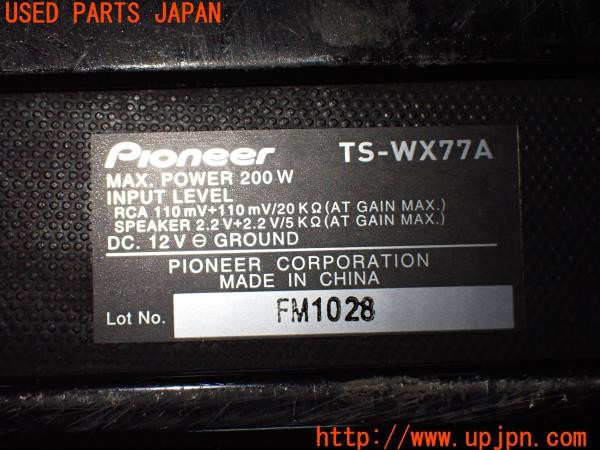 USED PARTS JAPAN
Pioneer TS-WX77A
MAX. POWER 200 W
INPUT LEVEL
RCA 110 mV+110 mV/20 KΩ (AT GAIN MAX.)
SPEAKER 2.2 V+2.2 V/5 KΩ (AT GAIN MAX.)
DC. 12 V ⊖ GROUND
PIONEER CORPORATION
MADE IN CHINA
Lot No. FM1028
http://www.upjpn.com